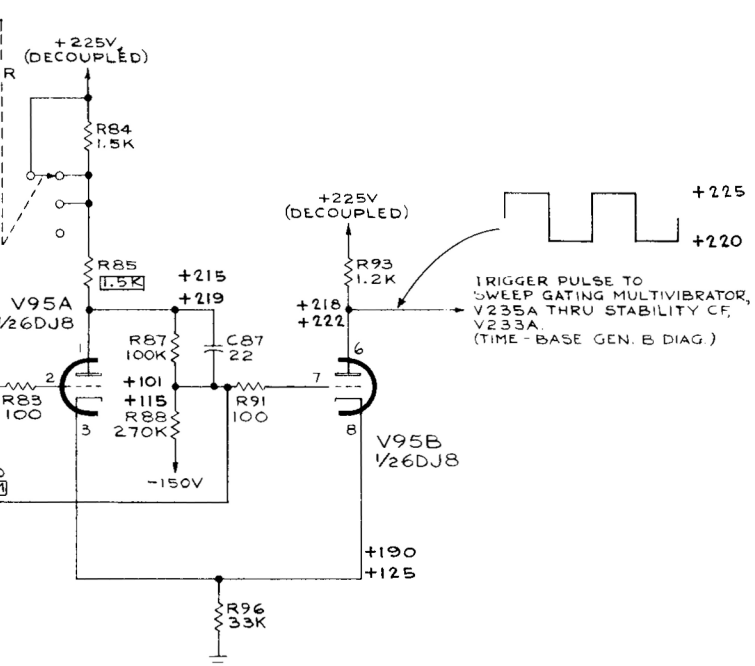 R
+225V
(DECOUPLED)
R84
1.5K
R85
1.5K
+215
+219
V95A
1/26DJ8
R87
100K
C87
22
1
2
3
R83
100
+101
+115
R88
270K
R91
100
-150V
+225V
(DECOUPLED)
R93
1.2K
+218
+222
6
7
8
V95B
1/26DJ8
+225
+220
TRIGGER PULSE TO
SWEEP GATING MULTIVIBRATOR,
V235A THRU STABILITY CF,
V233A.
(TIME-BASE GEN. B DIAG.)
+190
+125
R96
33K